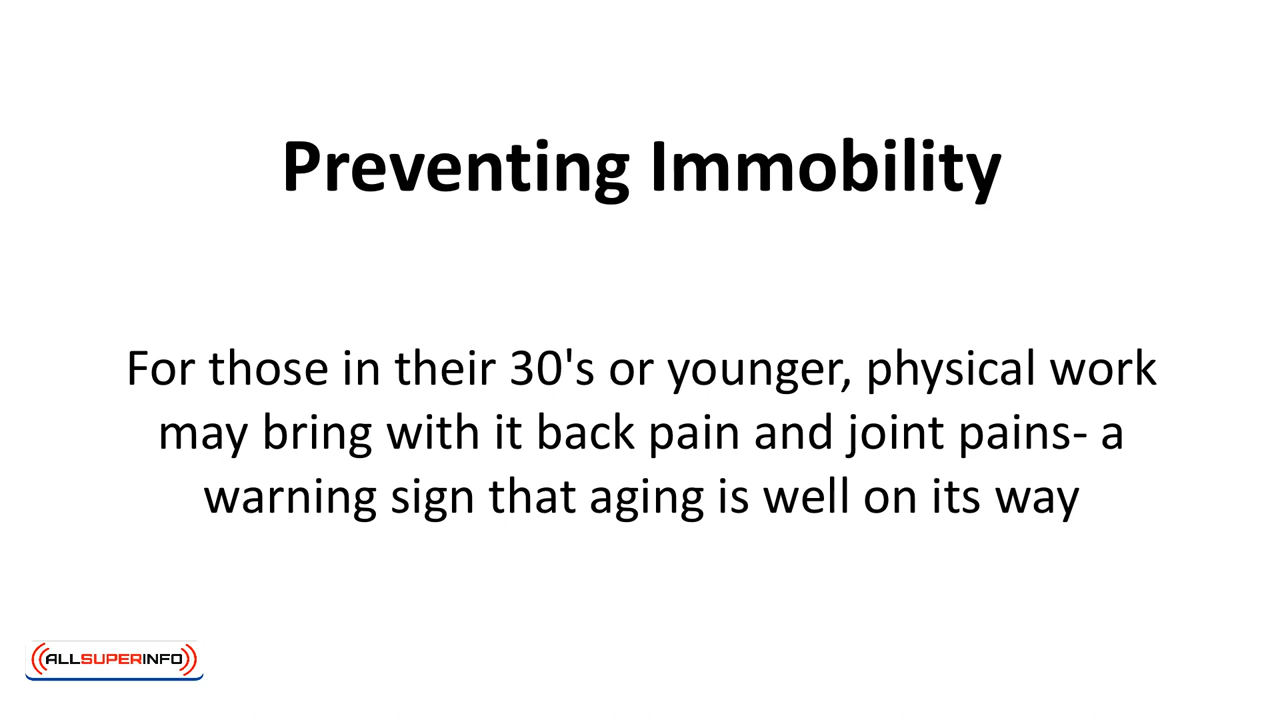 Preventing Immobility
For those in their 30's or younger, physical work
may bring with it back pain and joint pains- a
warning sign that aging is well on its way
ALLSUPERINFO